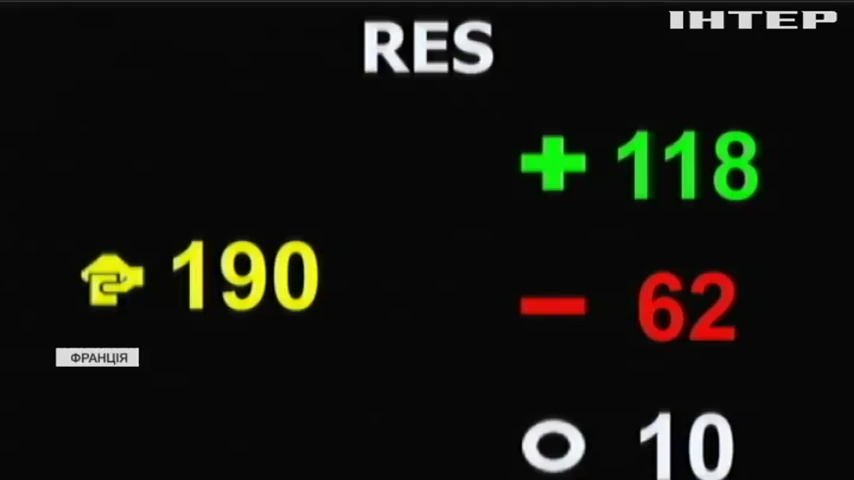 ІНТЕР
RES
+ 118
190
− 62
ФРАНЦІЯ
10